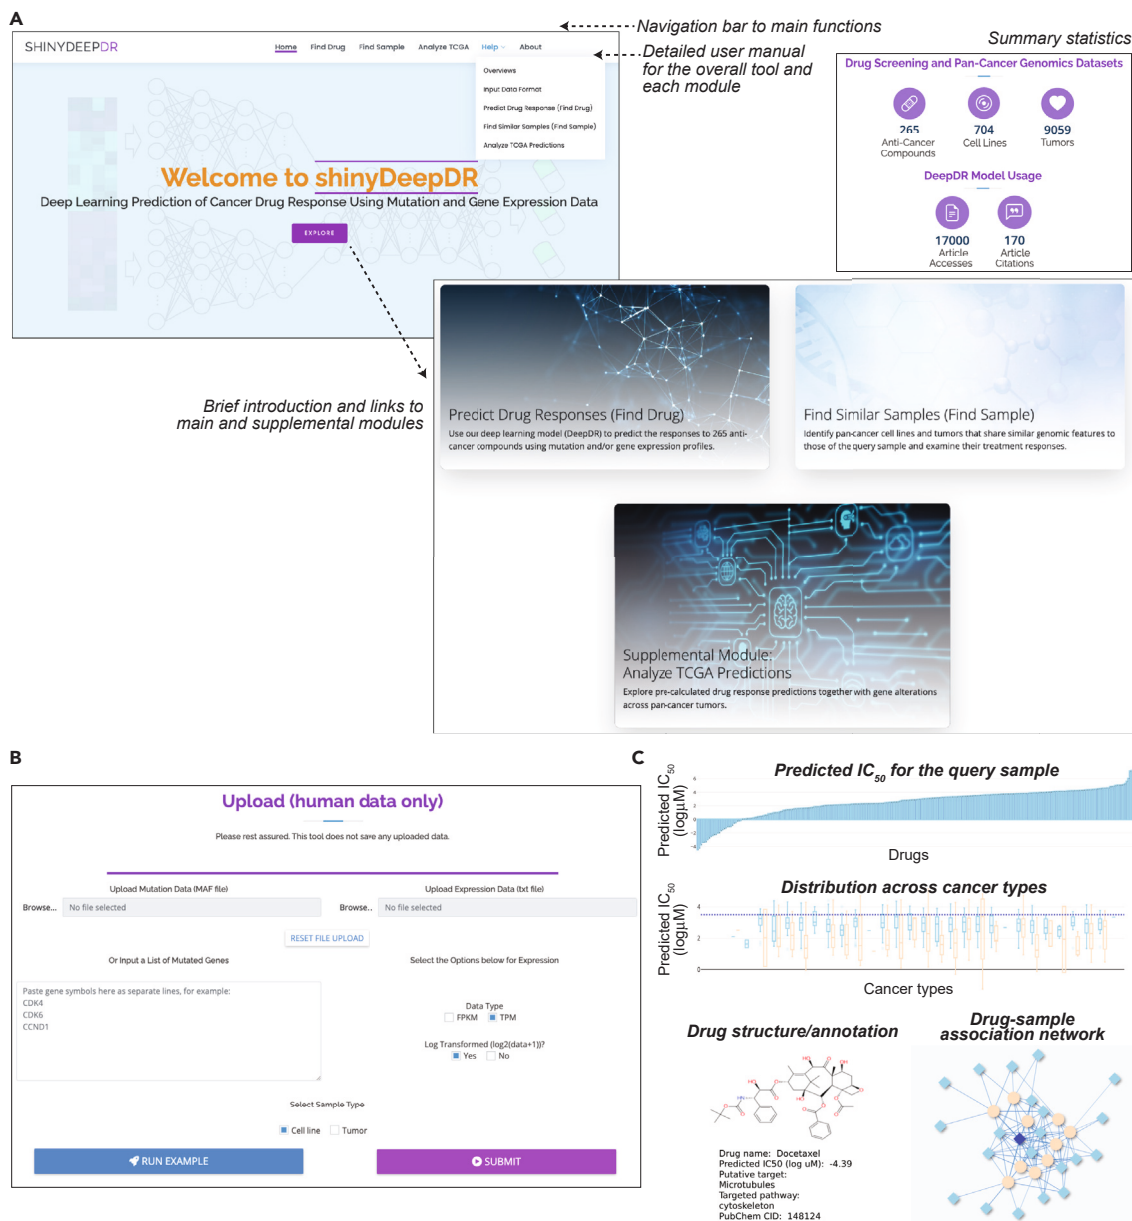 A
Navigation bar to main functions
SHINYDEEPDR
Home Find Drug Find Sample Analyze TCGA Help About
Detailed user manual
for the overall tool and
each module
Overviews
Input Data Format
Predict Drug Response (Find Drug)
Find Similar Samples (Find Sample)
Analyze TCGA Predictions
Welcome to shinyDeepDR
Deep Learning Prediction of Cancer Drug Response Using Mutation and Gene Expression Data
EXPLORE
Summary statistics
Drug Screening and Pan-Cancer Genomics Datasets
265 704 9059
Anti-Cancer Cell Lines Tumors
Compounds
DeepDR Model Usage
17000 170
Article Article
Accesses Citations
Brief introduction and links to
main and supplemental modules
Predict Drug Responses (Find Drug)
Use our deep learning model (DeepDR) to predict the responses to 265 anti-
cancer compounds using mutation and/or gene expression profiles.
Find Similar Samples (Find Sample)
Identify pan-cancer cell lines and tumors that share similar genomic features to
those of the query sample and examine their treatment responses.
Supplemental Module:
Analyze TCGA Predictions
Explore pre-calculated drug response predictions together with gene alterations
across pan-cancer tumors.
B
Upload (human data only)
Please rest assured. This tool does not save any uploaded data.
Upload Mutation Data (MAF file) Upload Expression Data (txt file)
Browse... No file selected Browse.. No file selected
RESET FILE UPLOAD
Or Input a List of Mutated Genes Select the Options below for Expression
Paste gene symbols here as separate lines, for example:
CDK4
CDK6
CCND1
Data Type
FPKM TPM
Log Transformed (log2(data+1))?
Yes No
Select Sample Type
Cell line Tumor
RUN EXAMPLE SUBMIT
C
Predicted IC50 for the query sample
Predicted IC50
(logμM)
6
4
2
0
−2
−4
Drugs
Distribution across cancer types
Predicted IC50
(logμM)
4
2
0
Cancer types
Drug structure/annotation
HO O OH
O OH
O
HN O O O
O HO O O
O O
Drug name: Docetaxel
Predicted IC50 (log uM): -4.39
Putative target:
Microtubules
Targeted pathway:
cytoskeleton
PubChem CID: 148124
Drug-sample
association network